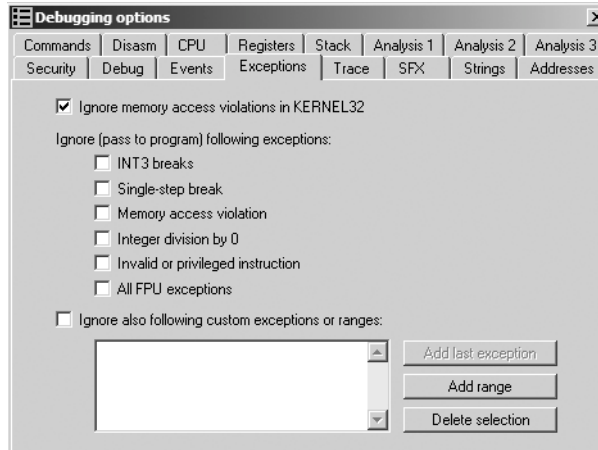 Debugging options
Commands Disasm CPU Registers Stack Analysis 1 Analysis 2 Analysis 3
Security Debug Events Exceptions Trace SFX Strings Addresses
Ignore memory access violations in KERNEL32
Ignore (pass to program) following exceptions:
INT3 breaks
Single-step break
Memory access violation
Integer division by 0
Invalid or privileged instruction
All FPU exceptions
Ignore also following custom exceptions or ranges:
Add last exception
Add range
Delete selection